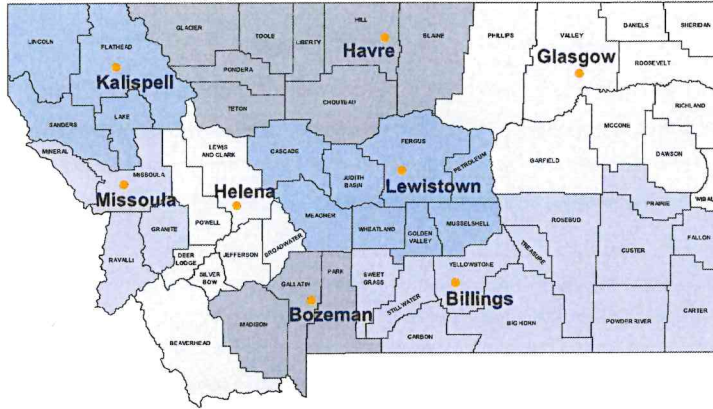 LINCOLN
FLATHEAD
Kalispell
GLACIER
TOOLE
LIBERTY
HILL
Havre
BLAINE
PHILLIPS
VALLEY
Glasgow
DANIELS
SHERIDAN
ROOSEVELT
PONDERA
TETON
CHOUTEAU
RICHLAND
SANDERS
LAKE
MINERAL
MISSOULA
Missoula
LEWIS
AND CLARK
Helena
CASCADE
FERGUS
Lewistown
PETROLEUM
JUDITH
BASIN
GARFIELD
MCCONE
DAWSON
WIBAU
PRAIRIE
POWELL
GRANITE
RAVALLI
DEER
LODGE
SILVER
BOW
JEFFERSON
BROADWATER
MEAGHER
WHEATLAND
GOLDEN
VALLEY
MUSSELSHELL
ROSEBUD
TREASURE
CUSTER
FALLON
GALLATIN
PARK
Bozeman
SWEET
GRASS
STILLWATER
YELLOWSTONE
Billings
BIG HORN
POWDER RIVER
CARTER
MADISON
BEAVERHEAD
CARBON